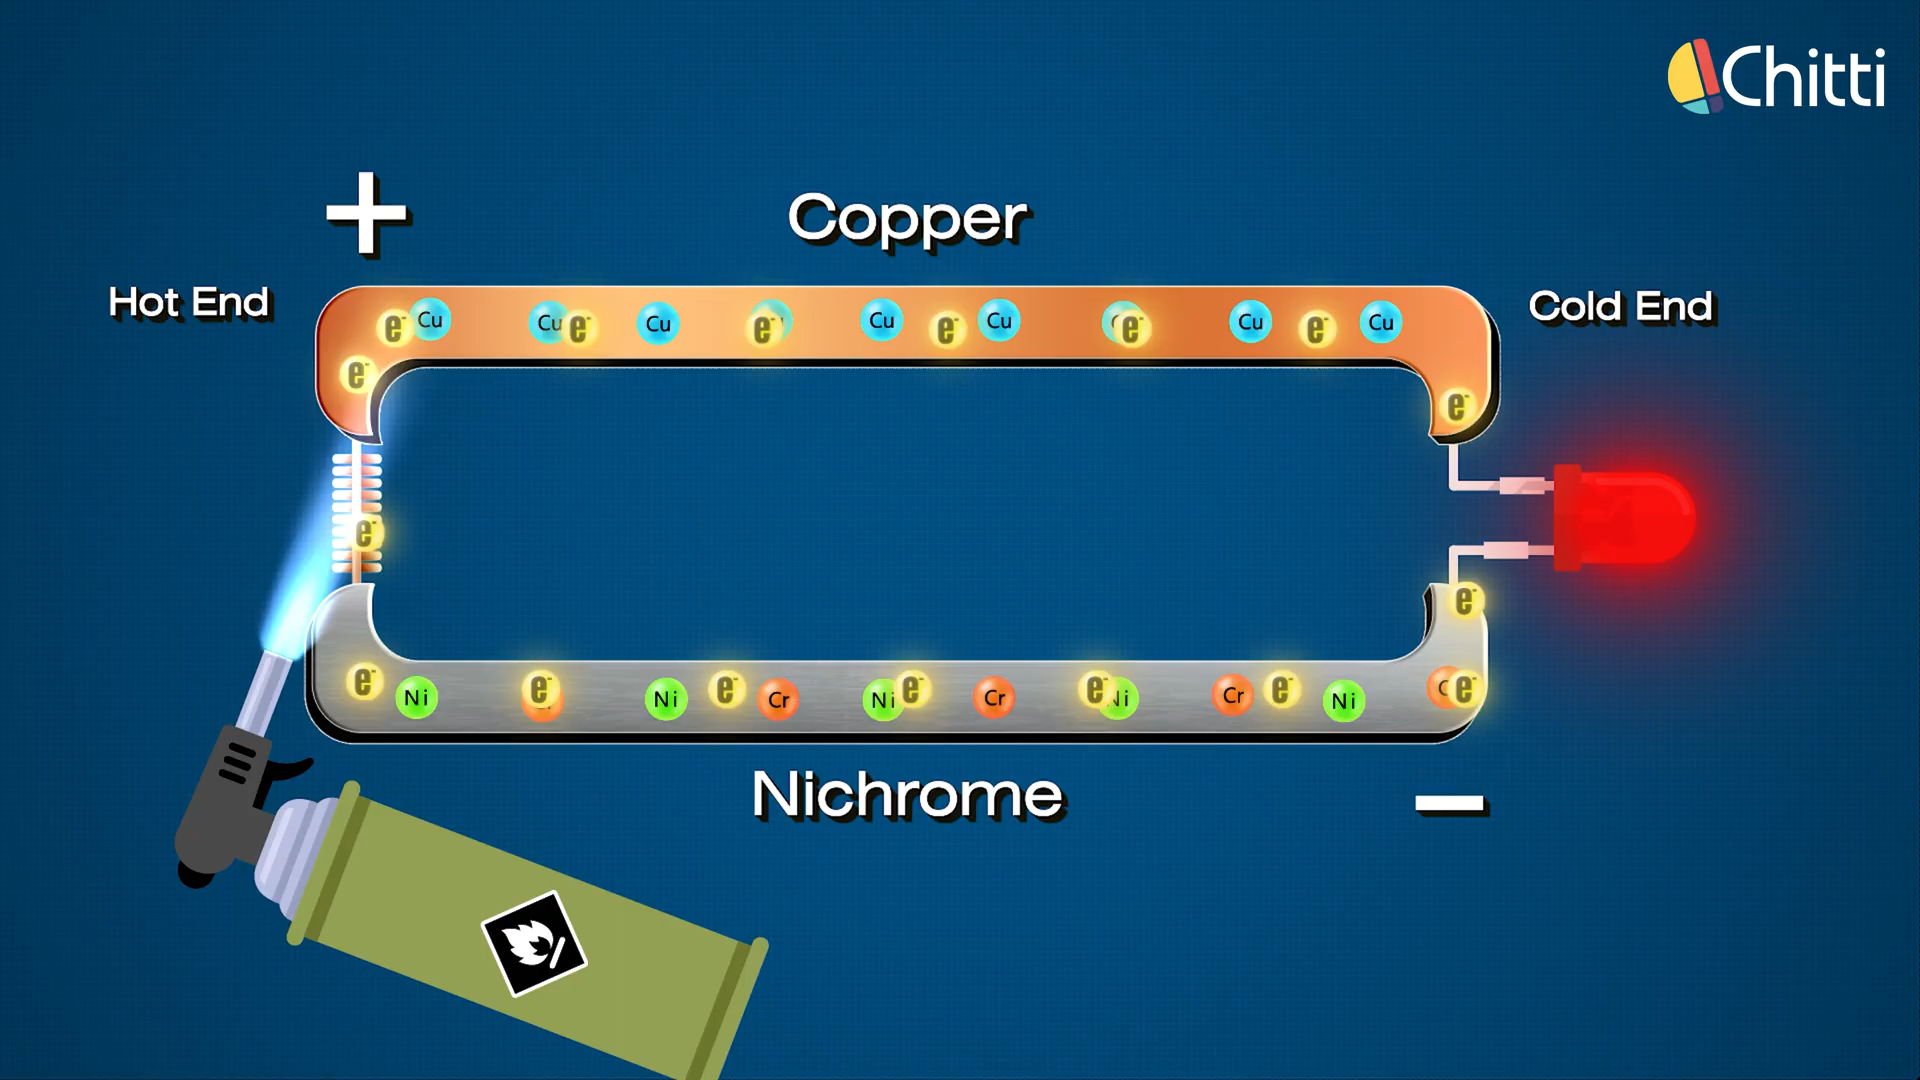 Chitti
+
Copper
Hot End
Cold End
e- Cu Cu e- Cu e- Cu e- Cu e- Cu e- Cu
e-
e-
e-
e-
e- Ni e- Ni e- Cr Ni e- Cr e- Ni Cr e- Ni e-
Nichrome
−